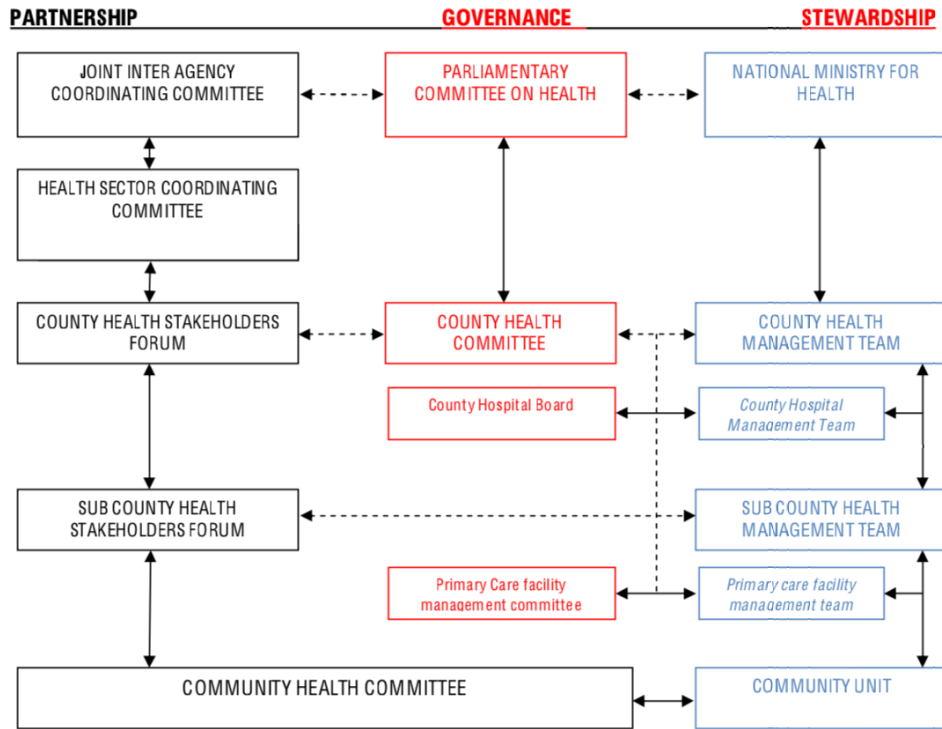 PARTNERSHIP GOVERNANCE STEWARDSHIP
JOINT INTER AGENCY
COORDINATING COMMITTEE
PARLIAMENTARY
COMMITTEE ON HEALTH
NATIONAL MINISTRY FOR
HEALTH
HEALTH SECTOR COORDINATING
COMMITTEE
COUNTY HEALTH STAKEHOLDERS
FORUM
COUNTY HEALTH
COMMITTEE
COUNTY HEALTH
MANAGEMENT TEAM
County Hospital Board
County Hospital
Management Team
SUB COUNTY HEALTH
STAKEHOLDERS FORUM
SUB COUNTY HEALTH
MANAGEMENT TEAM
Primary Care facility
management committee
Primary care facility
management team
COMMUNITY HEALTH COMMITTEE
COMMUNITY UNIT